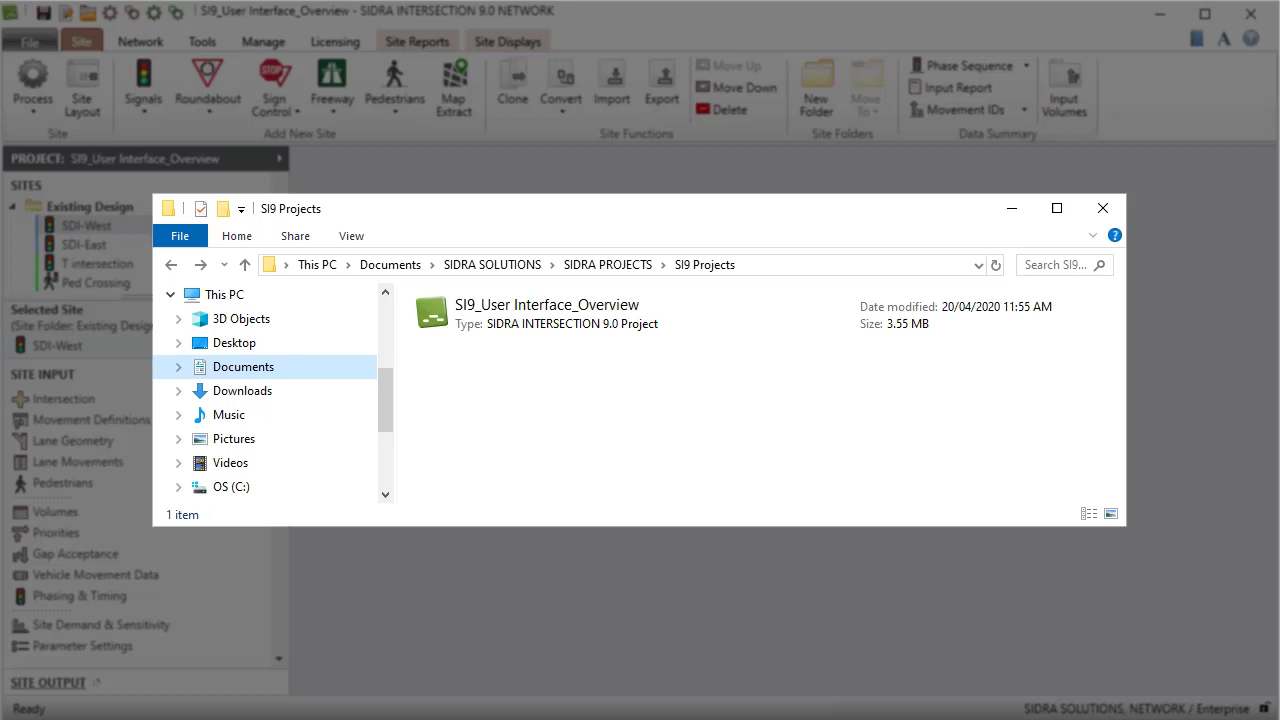 SI9_User Interface_Overview - SIDRA INTERSECTION 9.0 NETWORK
File Site Network Tools Manage Licensing Site Reports Site Displays
Process
Site Layout
Site
Signals
Roundabout
Sign Control
Freeway
Pedestrians
Map Extract
Add New Site
Clone
Convert
Import
Export
Move Up
Move Down
Delete
Site Functions
New Folder
Move To
Site Folders
Phase Sequence
Input Report
Movement IDs
Input Volumes
Data Summary
PROJECT: SI9_User Interface_Overview
SITES
Existing Design
SDI-West
SDI-East
T intersection
Ped Crossing
Selected Site
(Site Folder: Existing Design
SDI-West
SITE INPUT
Intersection
Movement Definitions
Lane Geometry
Lane Movements
Pedestrians
Volumes
Priorities
Gap Acceptance
Vehicle Movement Data
Phasing & Timing
Site Demand & Sensitivity
Parameter Settings
SITE OUTPUT
Ready
SIDRA SOLUTIONS, NETWORK / Enterprise
SI9 Projects
File Home Share View
This PC > Documents > SIDRA SOLUTIONS > SIDRA PROJECTS > SI9 Projects
Search SI9...
This PC
3D Objects
Desktop
Documents
Downloads
Music
Pictures
Videos
OS (C:)
SI9_User Interface_Overview
Type: SIDRA INTERSECTION 9.0 Project
Date modified: 20/04/2020 11:55 AM
Size: 3.55 MB
1 item